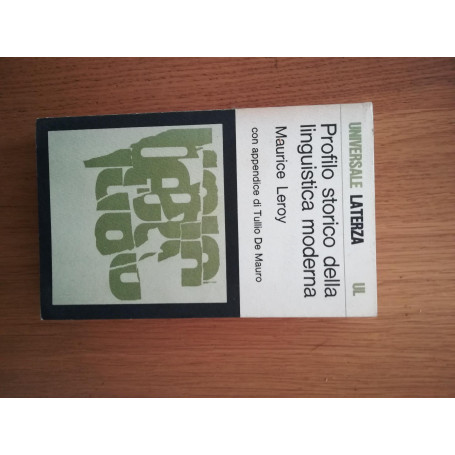 UNIVERSALE LATERZA UL
Profilo storico della
linguistica moderna
Maurice Leroy
con appendice di Tullio De Mauro